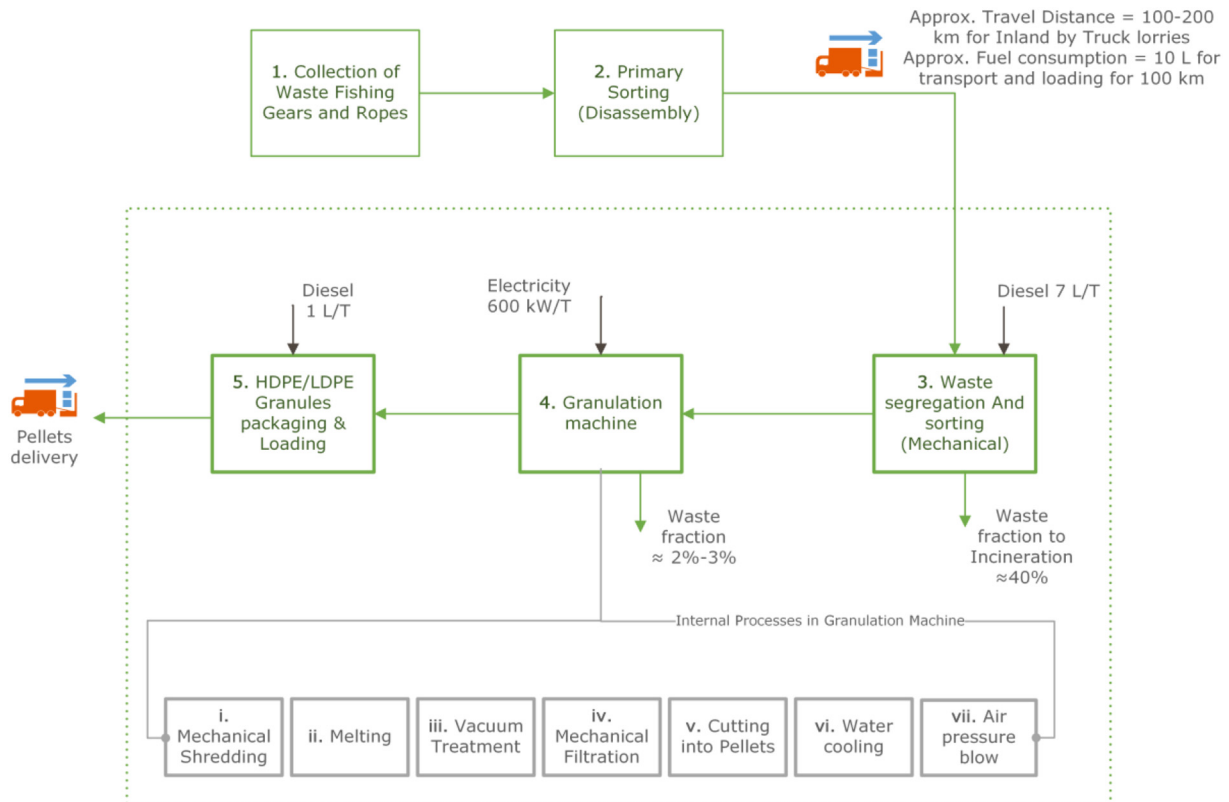 1. Collection of
Waste Fishing
Gears and Ropes
2. Primary
Sorting
(Disassembly)
Approx. Travel Distance = 100-200
km for Inland by Truck lorries
Approx. Fuel consumption = 10 L for
transport and loading for 100 km
Diesel
1 L/T
Electricity
600 kW/T
Diesel 7 L/T
3. Waste
segregation And
sorting
(Mechanical)
4. Granulation
machine
5. HDPE/LDPE
Granules
packaging &
Loading
Pellets
delivery
Waste
fraction
≈ 2%-3%
Waste
fraction to
Incineration
≈40%
Internal Processes in Granulation Machine
i.
Mechanical
Shredding
ii. Melting
iii. Vacuum
Treatment
iv.
Mechanical
Filtration
v. Cutting
into Pellets
vi. Water
cooling
vii. Air
pressure
blow